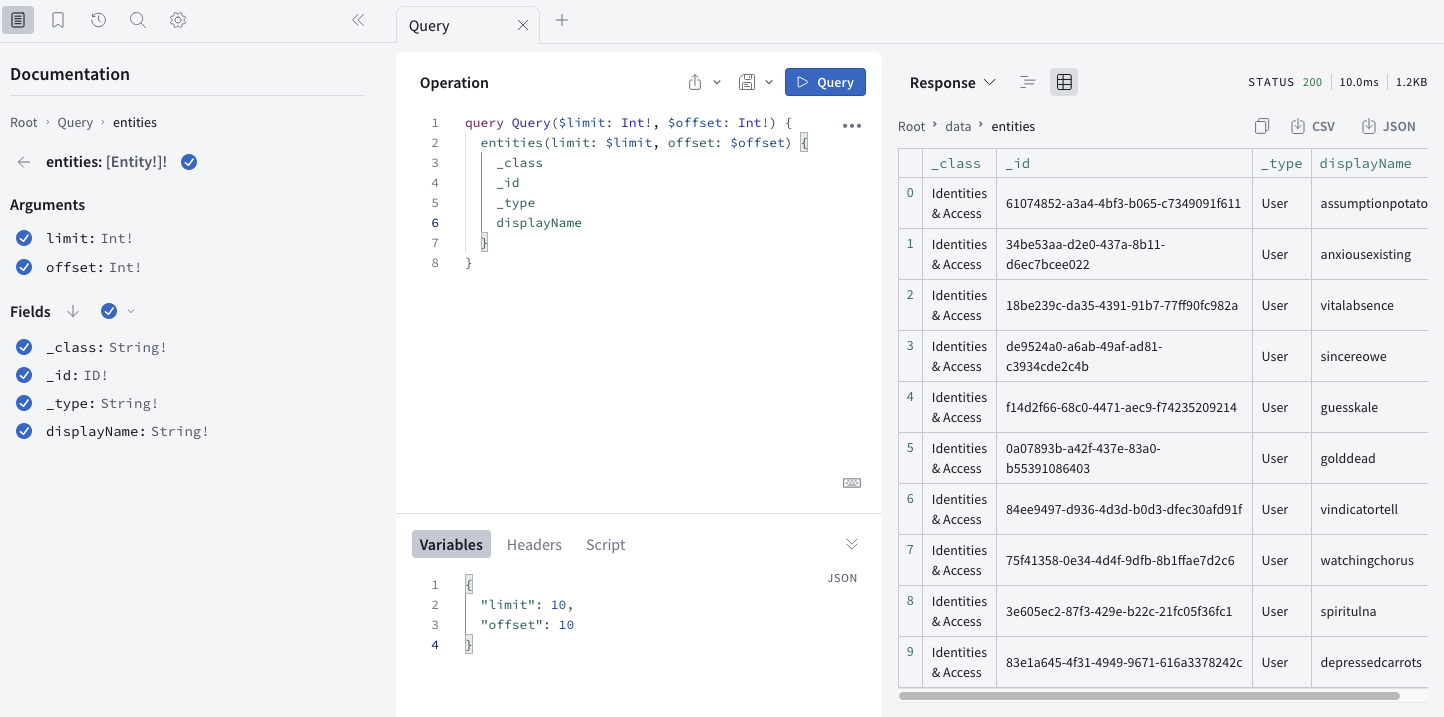 Query
Documentation
Root › Query › entities
entities: [Entity!]!
Arguments
limit: Int!
offset: Int!
Fields
_class: String!
_id: ID!
_type: String!
displayName: String!
Operation
Query
1 query Query($limit: Int!, $offset: Int!) {
2 entities(limit: $limit, offset: $offset) {
3 _class
4 _id
5 _type
6 displayName
7 }
8 }
Variables Headers Script
JSON
1 {
2 "limit": 10,
3 "offset": 10
4 }
Response
STATUS 200 10.0ms 1.2KB
Root › data › entities
CSV JSON
_class _id _type displayName
0 Identities & Access 61074852-a3a4-4bf3-b065-c7349091f611 User assumptionpotato
1 Identities & Access 34be53aa-d2e0-437a-8b11-d6ec7bcee022 User anxiousexisting
2 Identities & Access 18be239c-da35-4391-91b7-77ff90fc982a User vitalabsence
3 Identities & Access de9524a0-a6ab-49af-ad81-c3934cde2c4b User sincereowe
4 Identities & Access f14d2f66-68c0-4471-aec9-f74235209214 User guesskale
5 Identities & Access 0a07893b-a42f-437e-83a0-b55391086403 User golddead
6 Identities & Access 84ee9497-d936-4d3d-b0d3-dfec30afd91f User vindicatortell
7 Identities & Access 75f41358-0e34-4d4f-9dfb-8b1ffae7d2c6 User watchingchorus
8 Identities & Access 3e605ec2-87f3-429e-b22c-21fc05f36fc1 User spiritulna
9 Identities & Access 83e1a645-4f31-4949-9671-616a3378242c User depressedcarrots